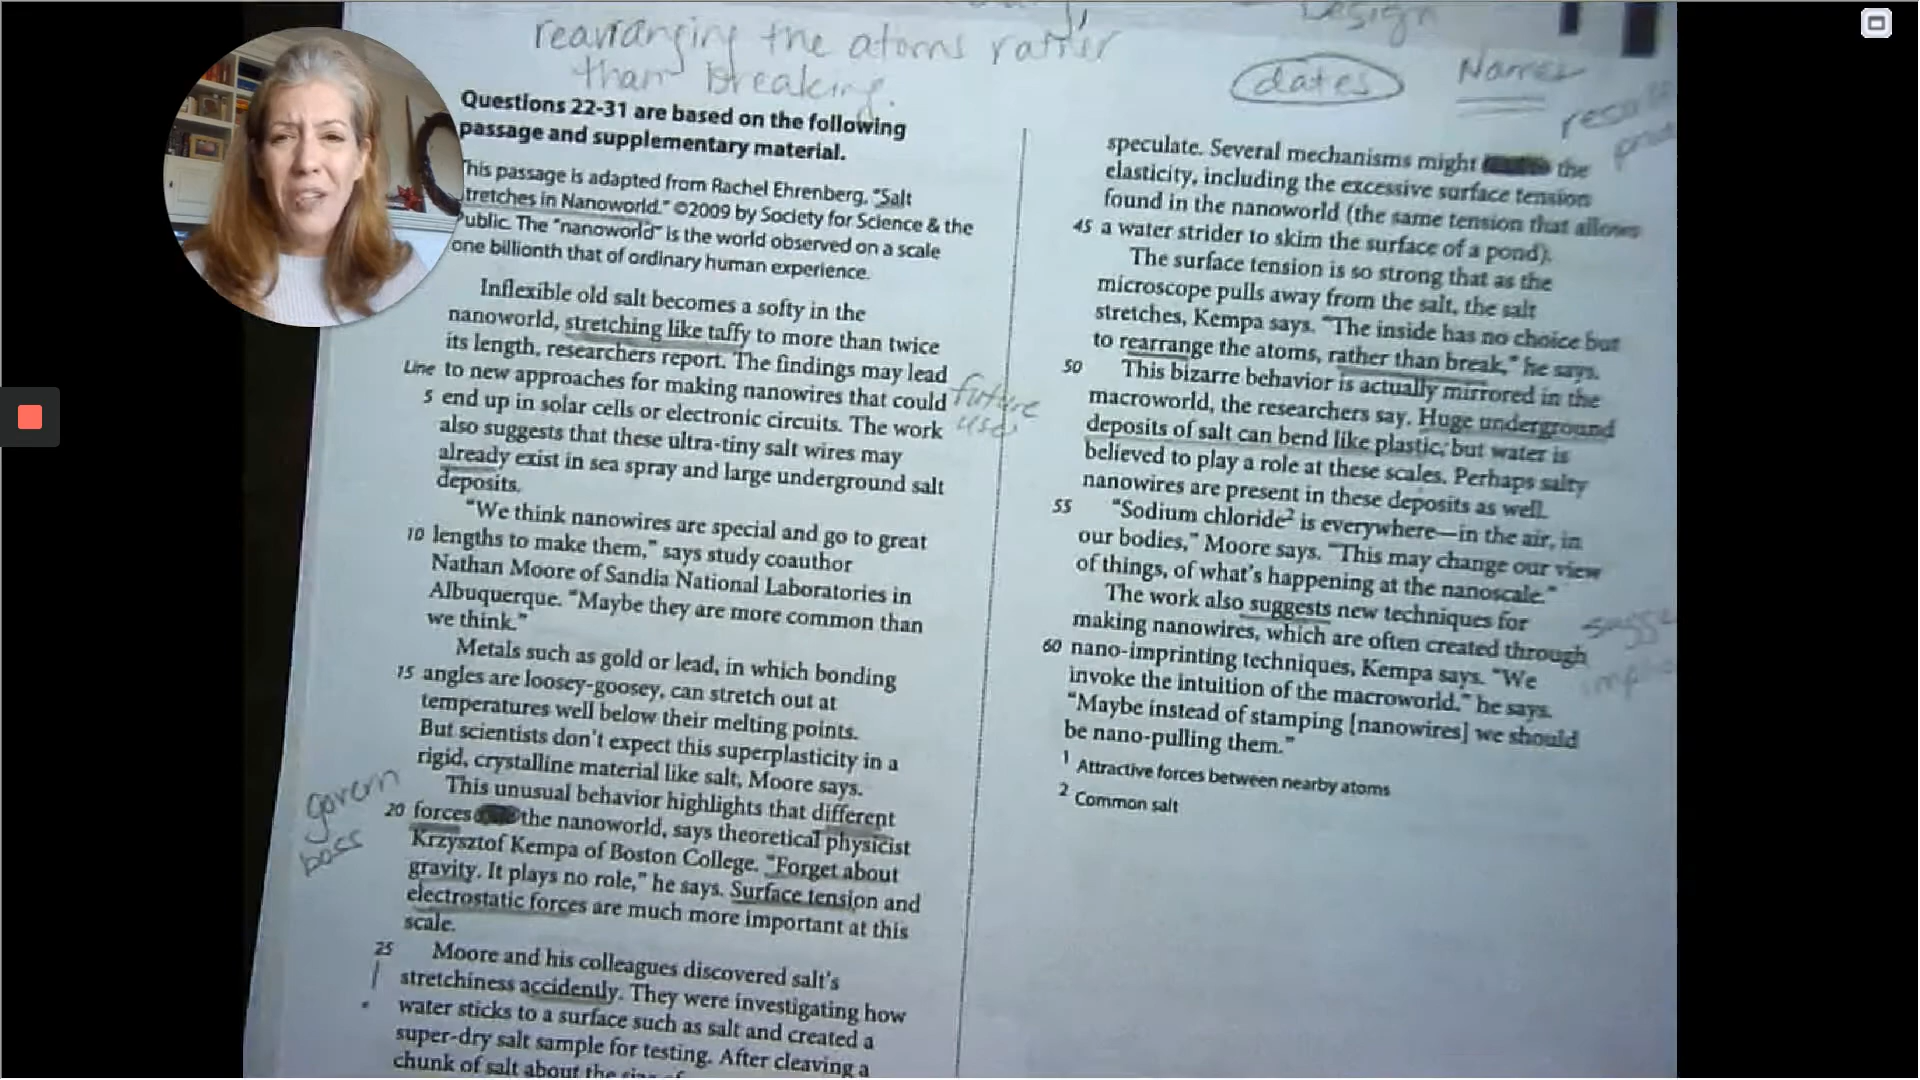 Design
rearranging the atoms rather
than breaking.
dates
Names
Questions 22-31 are based on the following
passage and supplementary material.
This passage is adapted from Rachel Ehrenberg, "Salt
Stretches in Nanoworld." ©2009 by Society for Science & the
Public. The "nanoworld" is the world observed on a scale
one billionth that of ordinary human experience.
Inflexible old salt becomes a softy in the
nanoworld, stretching like taffy to more than twice
its length, researchers report. The findings may lead
Line to new approaches for making nanowires that could
5 end up in solar cells or electronic circuits. The work
also suggests that these ultra-tiny salt wires may
already exist in sea spray and large underground salt
deposits.
future
uses
"We think nanowires are special and go to great
10 lengths to make them," says study coauthor
Nathan Moore of Sandia National Laboratories in
Albuquerque. "Maybe they are more common than
we think."
Metals such as gold or lead, in which bonding
15 angles are loosey-goosey, can stretch out at
temperatures well below their melting points.
But scientists don't expect this superplasticity in a
rigid, crystalline material like salt, Moore says.
This unusual behavior highlights that different
20 forces the nanoworld, says theoretical physicist
Krzysztof Kempa of Boston College. "Forget about
gravity. It plays no role," he says. Surface tension and
electrostatic forces are much more important at this
scale.
govern
boss
25 Moore and his colleagues discovered salt's
stretchiness accidently. They were investigating how
water sticks to a surface such as salt and created a
super-dry salt sample for testing. After cleaving a
chunk of salt about the size of
speculate. Several mechanisms might the
elasticity, including the excessive surface tension
found in the nanoworld (the same tension that allows
45 a water strider to skim the surface of a pond).
The surface tension is so strong that as the
microscope pulls away from the salt, the salt
stretches, Kempa says. "The inside has no choice but
to rearrange the atoms, rather than break," he says.
50 This bizarre behavior is actually mirrored in the
macroworld, the researchers say. Huge underground
deposits of salt can bend like plastic, but water is
believed to play a role at these scales. Perhaps salty
nanowires are present in these deposits as well.
55 "Sodium chloride2 is everywhere—in the air, in
our bodies," Moore says. "This may change our view
of things, of what's happening at the nanoscale."
The work also suggests new techniques for
making nanowires, which are often created through
60 nano-imprinting techniques, Kempa says. "We
invoke the intuition of the macroworld," he says.
"Maybe instead of stamping [nanowires] we should
be nano-pulling them."
1 Attractive forces between nearby atoms
2 Common salt